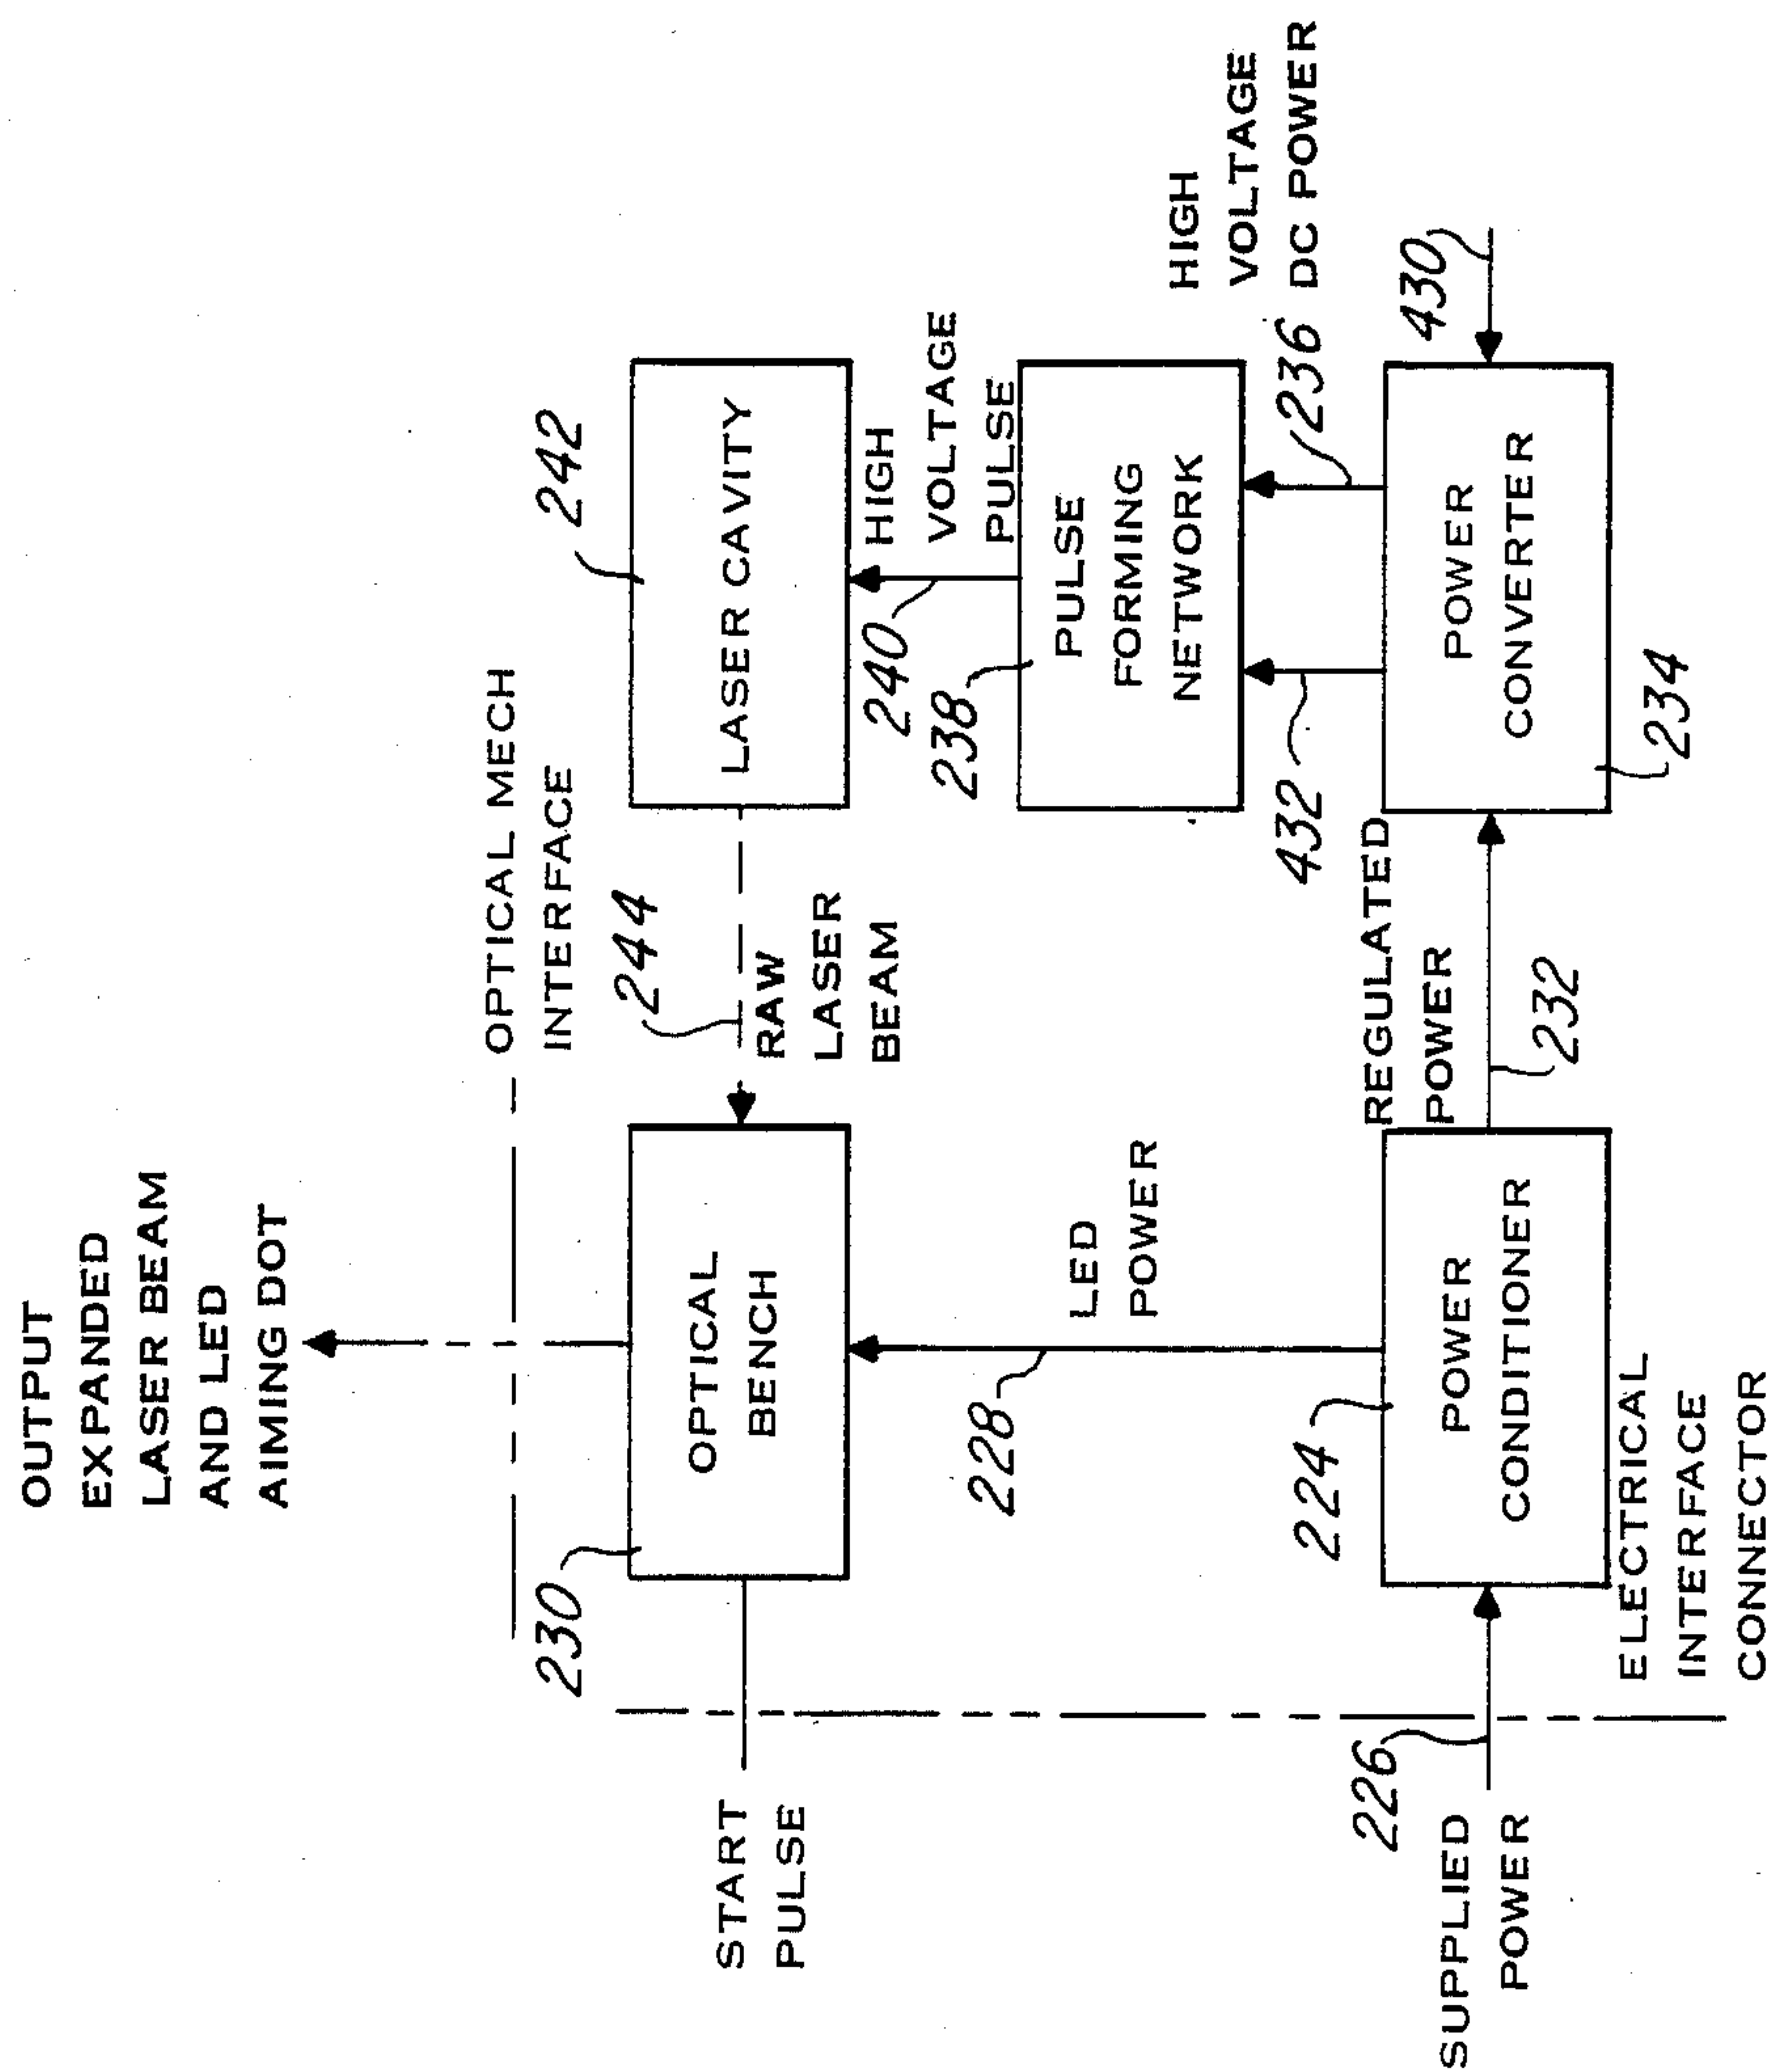 OUTPUT
EXPANDED
LASER BEAM
AND LED
AIMING DOT
OPTICAL MECH
INTERFACE
230
OPTICAL
BENCH
START
PULSE
244
RAW
LASER
BEAM
242
LASER CAVITY
240
HIGH
VOLTAGE
PULSE
238
PULSE
FORMING
NETWORK
228
LED
POWER
432
236
HIGH
VOLTAGE
DC POWER
224
POWER
CONDITIONER
REGULATED
POWER
232
POWER
CONVERTER
234
430
226
SUPPLIED
POWER
ELECTRICAL
INTERFACE
CONNECTOR